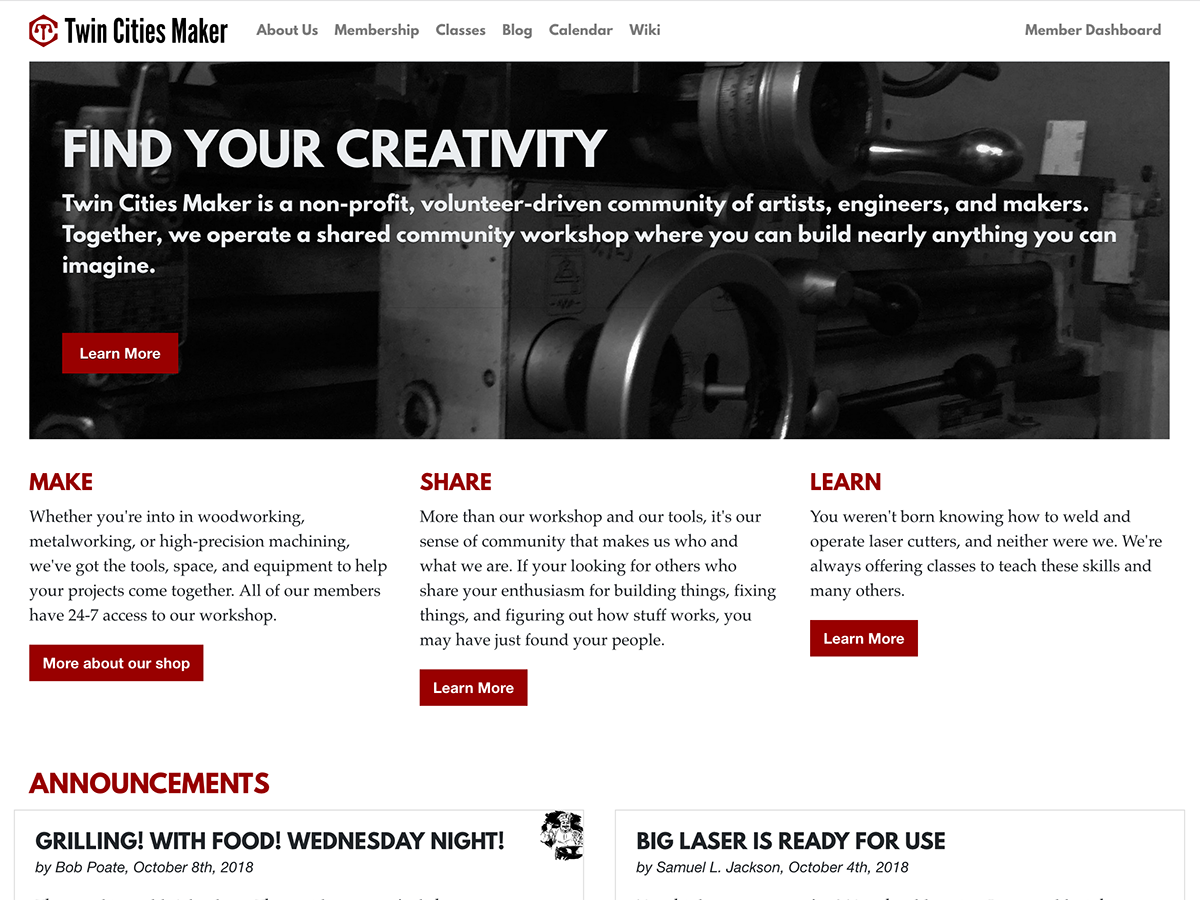 Twin Cities Maker
About Us Membership Classes Blog Calendar Wiki Member Dashboard
FIND YOUR CREATIVITY
Twin Cities Maker is a non-profit, volunteer-driven community of artists, engineers, and makers.
Together, we operate a shared community workshop where you can build nearly anything you can
imagine.
Learn More
MAKE
Whether you're into in woodworking,
metalworking, or high-precision machining,
we've got the tools, space, and equipment to help
your projects come together. All of our members
have 24-7 access to our workshop.
More about our shop
SHARE
More than our workshop and our tools, it's our
sense of community that makes us who and
what we are. If your looking for others who
share your enthusiasm for building things, fixing
things, and figuring out how stuff works, you
may have just found your people.
Learn More
LEARN
You weren't born knowing how to weld and
operate laser cutters, and neither were we. We're
always offering classes to teach these skills and
many others.
Learn More
ANNOUNCEMENTS
GRILLING! WITH FOOD! WEDNESDAY NIGHT!
by Bob Poate, October 8th, 2018
BIG LASER IS READY FOR USE
by Samuel L. Jackson, October 4th, 2018